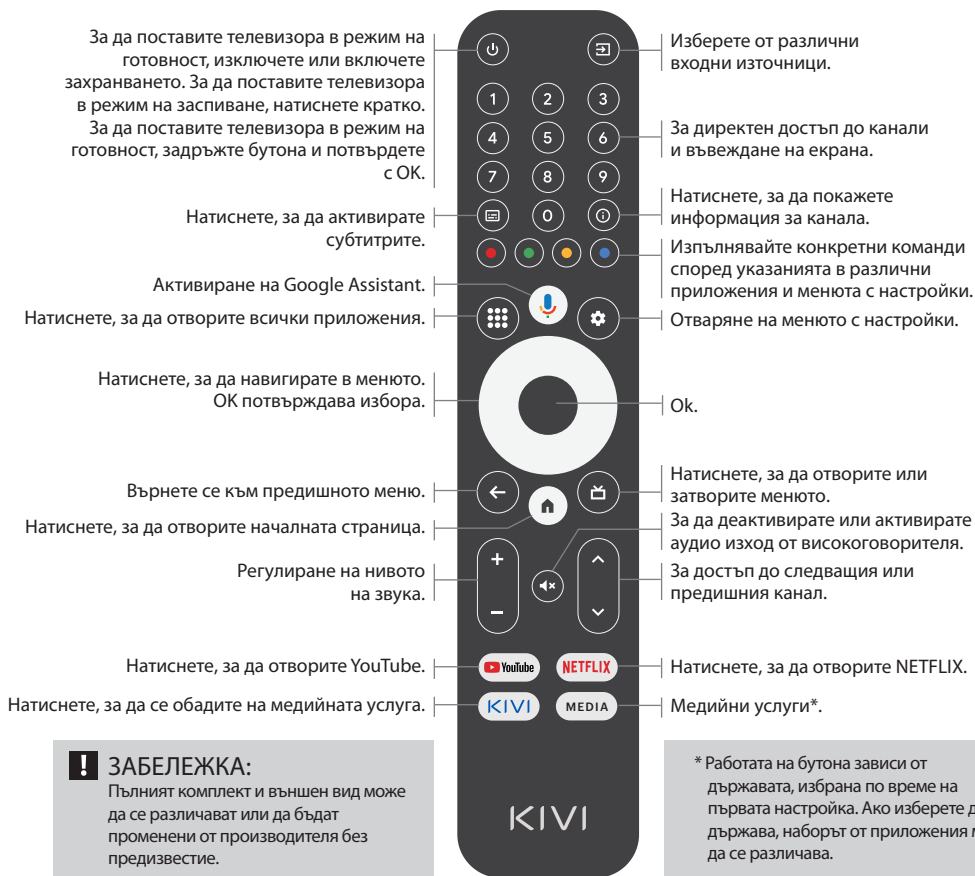 За да поставите телевизора в режим на
готовност, изключете или включете
захранването. За да поставите телевизора
в режим на заспиване, натиснете кратко.
За да поставите телевизора в режим на
готовност, задръжте бутона и потвърдете
с OK.
Натиснете, за да активирате
субтитрите.
Активиране на Google Assistant.
Натиснете, за да отворите всички приложения.
Натиснете, за да навигирате в менюто.
OK потвърждава избора.
Върнете се към предишното меню.
Натиснете, за да отворите началната страница.
Регулиране на нивото
на звука.
Натиснете, за да отворите YouTube.
Натиснете, за да се обадите на медийната услуга.
1 2 3
4 5 6
7 8 9
0
YouTube NETFLIX
KIVI MEDIA
KIVI
Изберете от различни
входни източници.
За директен достъп до канали
и въвеждане на екрана.
Натиснете, за да покажете
информация за канала.
Изпълнявайте конкретни команди
според указанията в различни
приложения и менюта с настройки.
Отваряне на менюто с настройки.
Ok.
Натиснете, за да отворите или
затворите менюто.
За да деактивирате или активирате
аудио изход от високоговорителя.
За достъп до следващия или
предишния канал.
Натиснете, за да отворите NETFLIX.
Медийни услуги*.
! ЗАБЕЛЕЖКА:
Пълният комплект и външен вид може
да се различават или да бъдат
променени от производителя без
предизвестие.
* Работата на бутона зависи от
държавата, избрана по време на
първата настройка. Ако изберете
държава, наборът от приложения
да се различава.